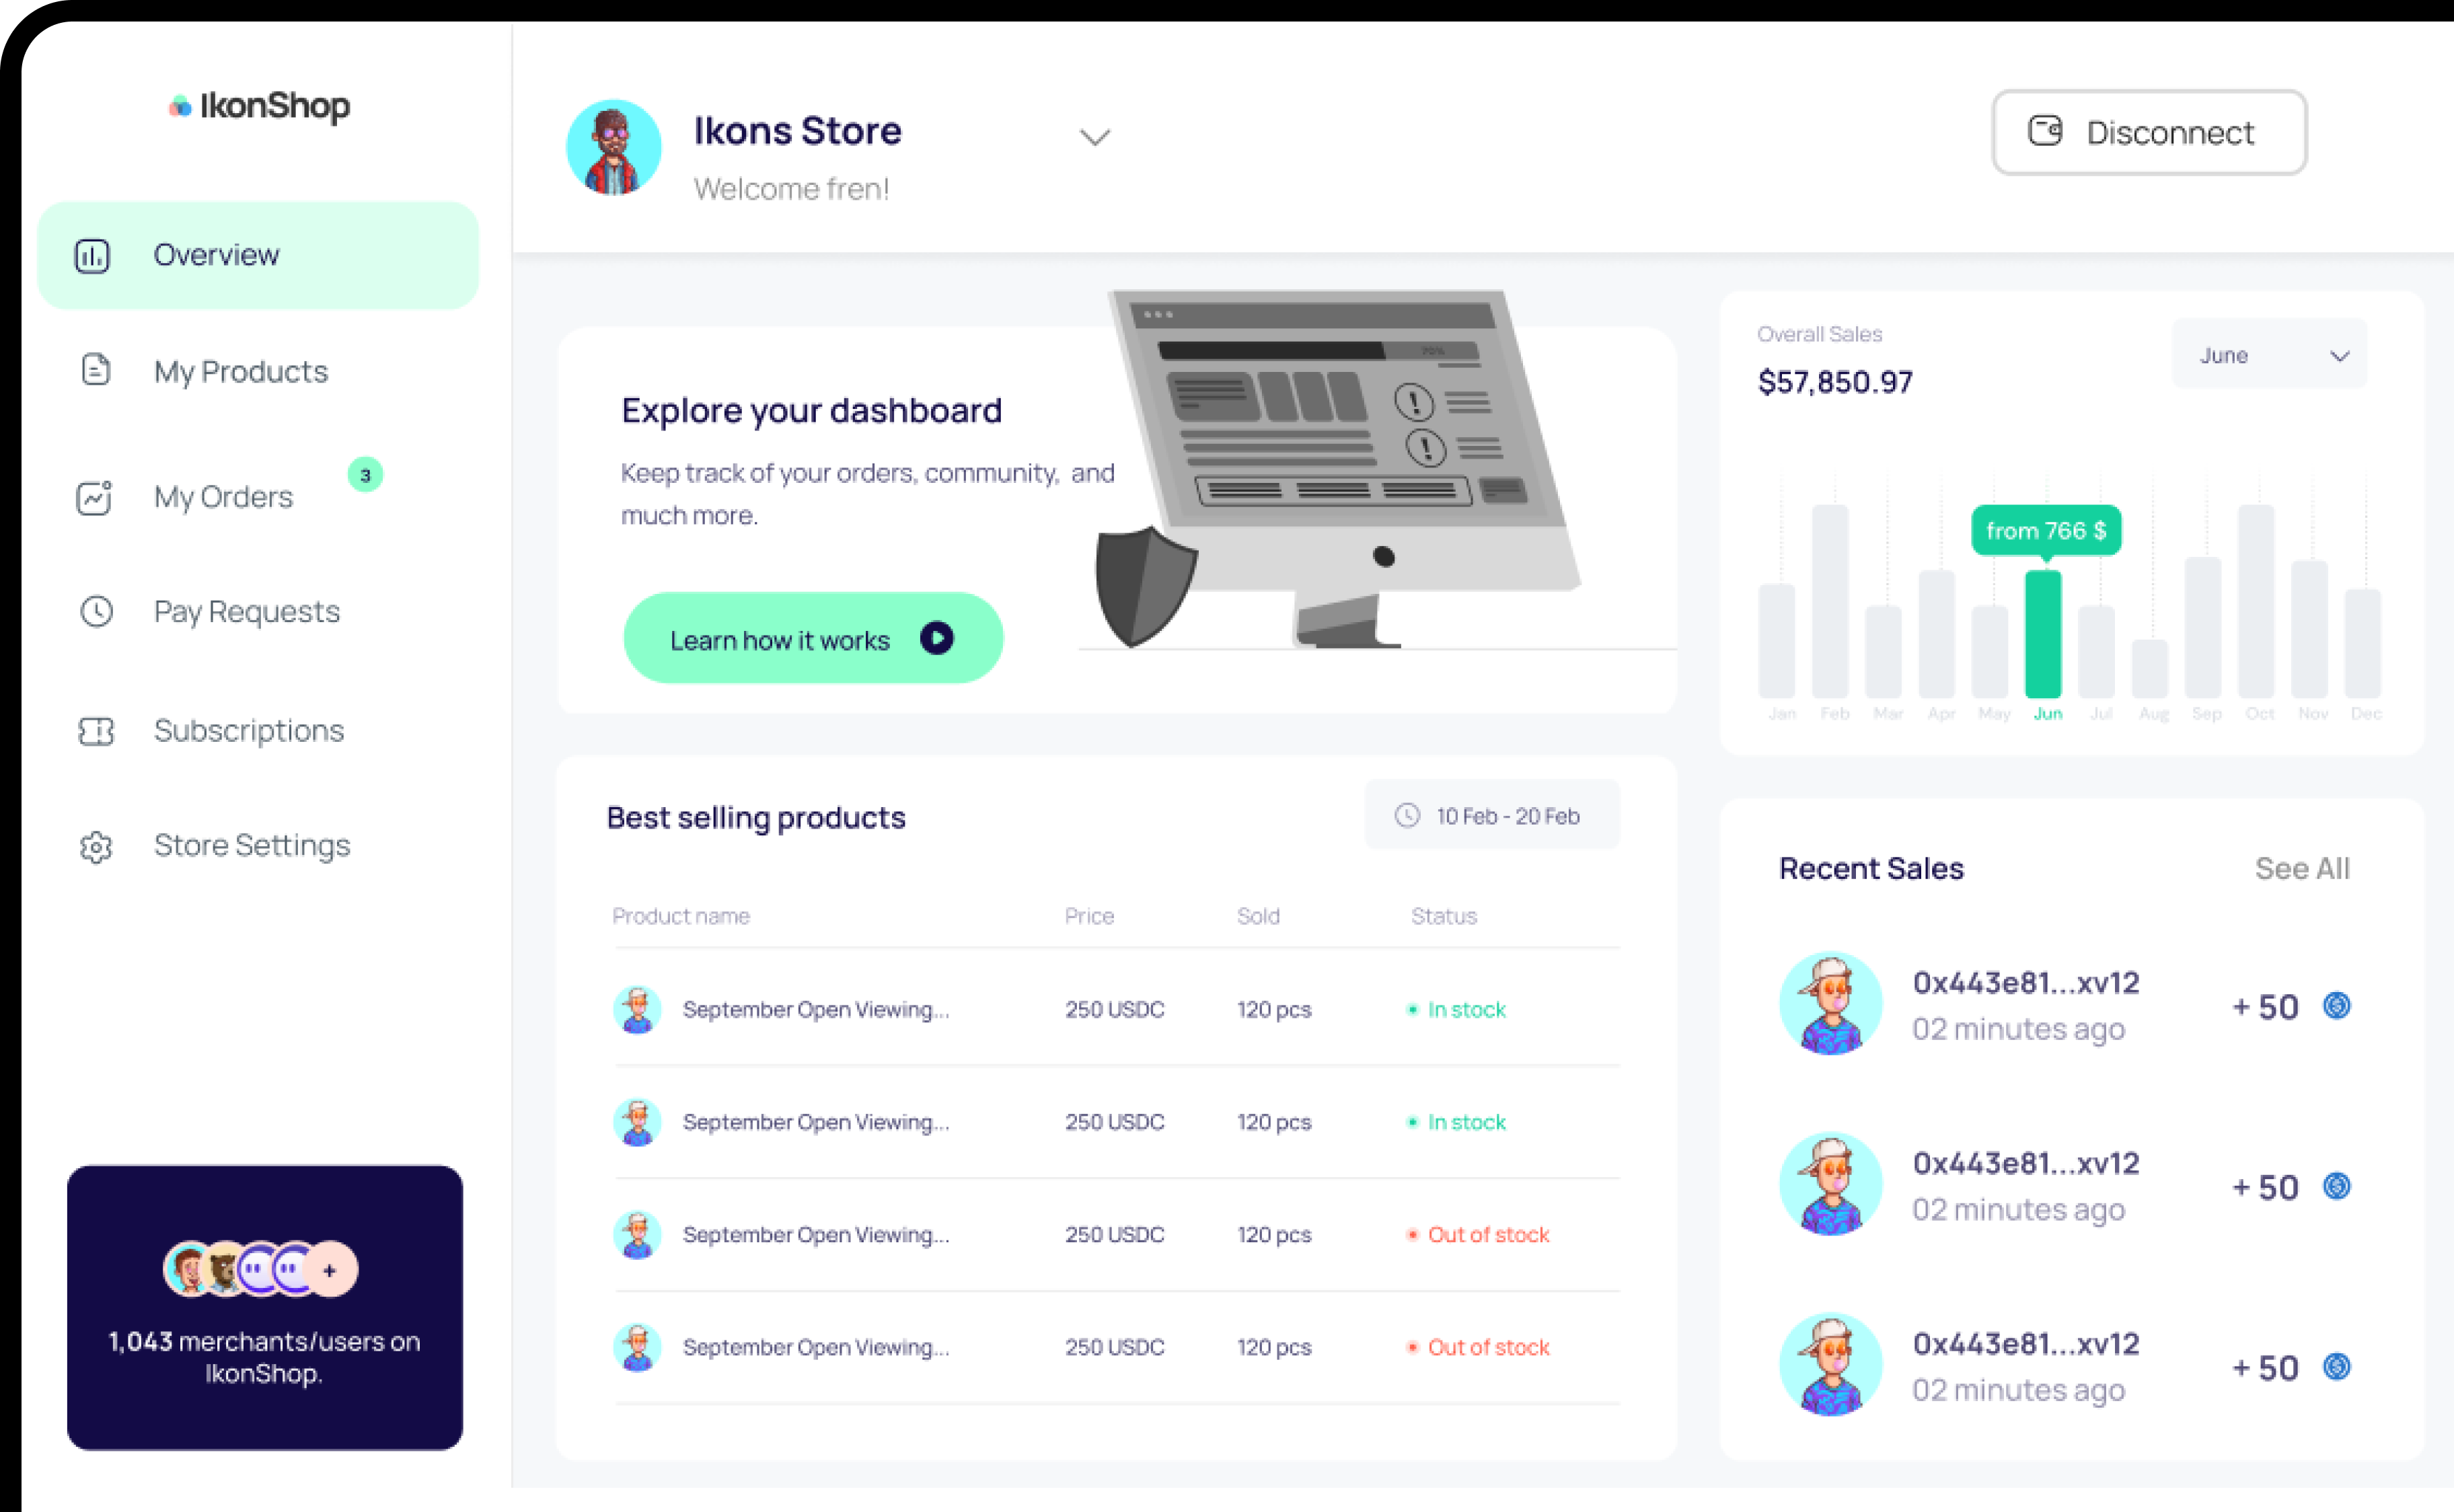 IkonShop
Overview
My Products
My Orders
3
Pay Requests
Subscriptions
Store Settings
1,043 merchants/users on
IkonShop.
Ikons Store
Welcome fren!
Disconnect
Explore your dashboard
Keep track of your orders, community, and
much more.
Learn how it works
70%
Overall Sales
$57,850.97
June
from 766 $
Jan Feb Mar Apr May Jun Jul Aug Sep Oct Nov Dec
Best selling products
10 Feb - 20 Feb
Product name Price Sold Status
September Open Viewing... 250 USDC 120 pcs In stock
September Open Viewing... 250 USDC 120 pcs In stock
September Open Viewing... 250 USDC 120 pcs Out of stock
September Open Viewing... 250 USDC 120 pcs Out of stock
Recent Sales
See All
0x443e81...xv12
02 minutes ago
+ 50
0x443e81...xv12
02 minutes ago
+ 50
0x443e81...xv12
02 minutes ago
+ 50